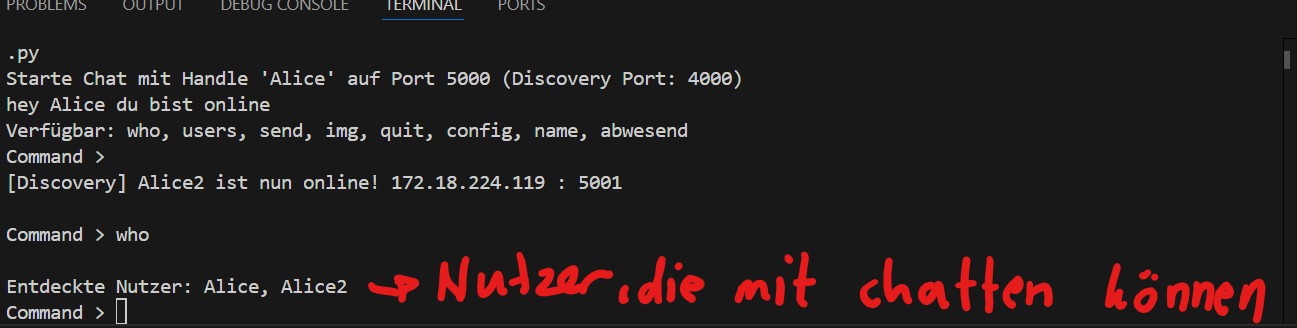 PROBLEMS OUTPUT DEBUG CONSOLE TERMINAL PORTS
.py
Starte Chat mit Handle 'Alice' auf Port 5000 (Discovery Port: 4000)
hey Alice du bist online
Verfügbar: who, users, send, img, quit, config, name, abwesend
Command >
[Discovery] Alice2 ist nun online! 172.18.224.119 : 5001
Command > who
Entdeckte Nutzer: Alice, Alice2 → Nutzer, die mit chatten können
Command >